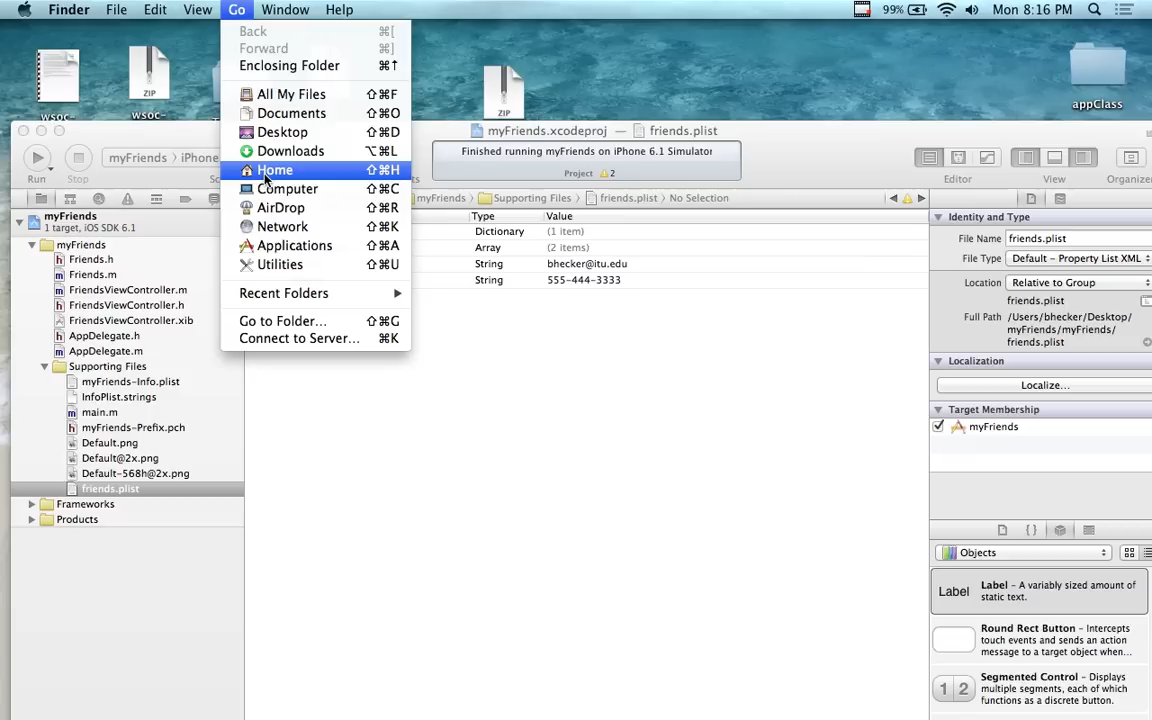 Finder File Edit View Go Window Help 99% Mon 8:16 PM
Back ⌘[
Forward ⌘]
Enclosing Folder ⌘↑
All My Files ⇧⌘F
Documents ⇧⌘O
Desktop ⇧⌘D
Downloads ⌥⌘L
Home ⇧⌘H
Computer ⇧⌘C
AirDrop ⇧⌘R
Network ⇧⌘K
Applications ⇧⌘A
Utilities ⇧⌘U
Recent Folders
Go to Folder... ⇧⌘G
Connect to Server... ⌘K
ZIP
ZIP
wsoc-
wsoc-
appClass
myFriends.xcodeproj — friends.plist
Run
Stop
myFriends 〉 iPhone
Finished running myFriends on iPhone 6.1 Simulator
Project 2
Editor
View
Organizer
myFriends
1 target, iOS SDK 6.1
myFriends
Friends.h
Friends.m
FriendsViewController.m
FriendsViewController.h
FriendsViewController.xib
AppDelegate.h
AppDelegate.m
Supporting Files
myFriends-Info.plist
InfoPlist.strings
main.m
myFriends-Prefix.pch
Default.png
Default@2x.png
Default-568h@2x.png
friends.plist
Frameworks
Products
myFriends 〉 Supporting Files 〉 friends.plist 〉 No Selection
Type Value
Dictionary (1 item)
Array (2 items)
String bhecker@itu.edu
String 555-444-3333
Identity and Type
File Name friends.plist
File Type Default - Property List XML
Location Relative to Group
friends.plist
Full Path /Users/bhecker/Desktop/
myFriends/myFriends/
friends.plist
Localization
Localize...
Target Membership
myFriends
{ }
Objects
Label
Label - A variably sized amount of
static text.
Round Rect Button - Intercepts
touch events and sends an action
message to a target object when...
1 2
Segmented Control - Displays
multiple segments, each of which
functions as a discrete button.